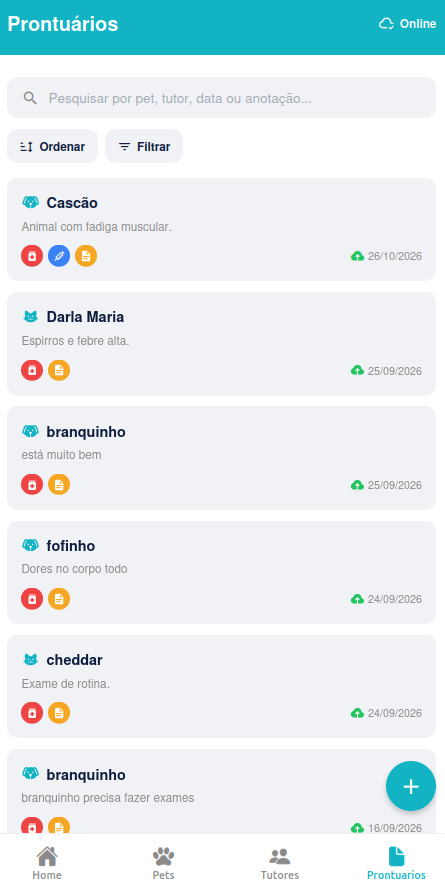 Prontuários
Online
Pesquisar por pet, tutor, data ou anotação...
Ordenar
Filtrar
Cascão
Animal com fadiga muscular.
26/10/2026
Darla Maria
Espirros e febre alta.
25/09/2026
branquinho
está muito bem
25/09/2026
fofinho
Dores no corpo todo
24/09/2026
cheddar
Exame de rotina.
24/09/2026
branquinho
branquinho precisa fazer exames
16/09/2026
Home
Pets
Tutores
Prontuarios